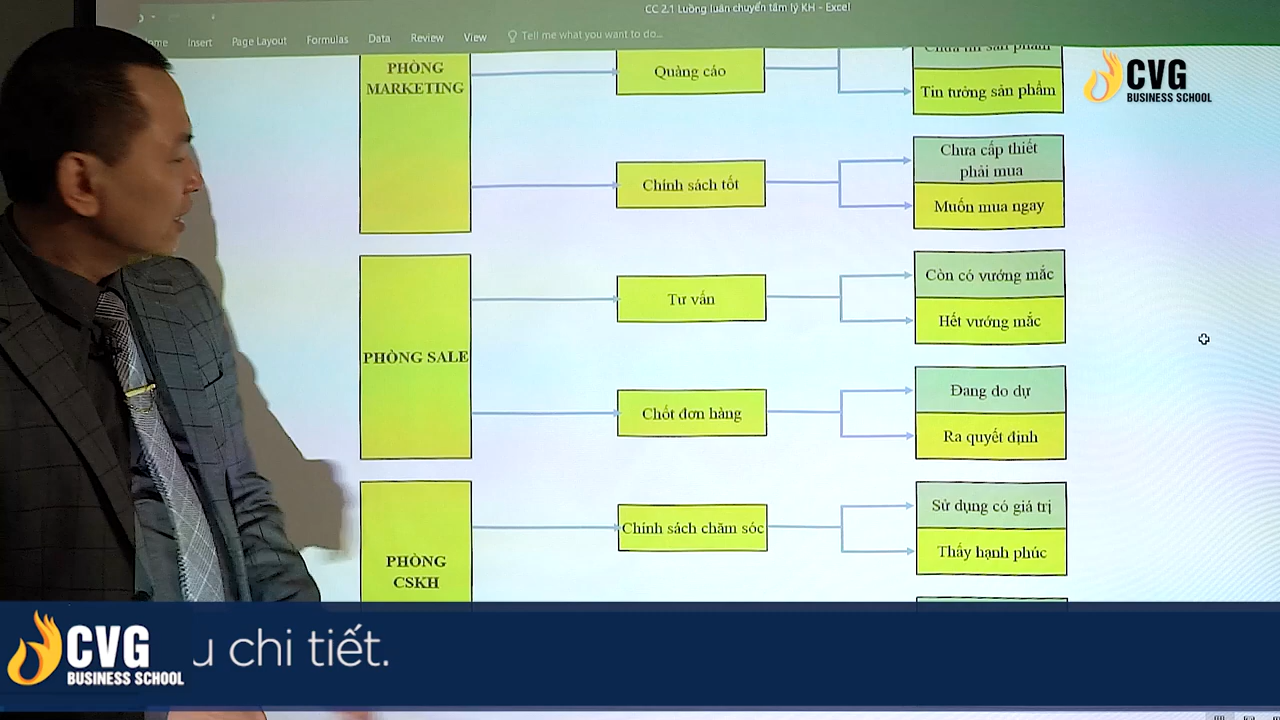 CC 2.1 Luồng luân chuyển tâm lý KH - Excel
Insert
Page Layout
Formulas
Data
Review
View
Tell me what you want to do...
PHÒNG
MARKETING
Quảng cáo
Tin tưởng sản phẩm
CVG
BUSINESS SCHOOL
Chính sách tốt
Chưa cấp thiết
phải mua
Muốn mua ngay
PHÒNG SALE
Tư vấn
Còn có vướng mắc
Hết vướng mắc
Chốt đơn hàng
Đang do dự
Ra quyết định
PHÒNG
CSKH
Chính sách chăm sóc
Sử dụng có giá trị
Thấy hạnh phúc
CVG
BUSINESS SCHOOL
chi tiết.